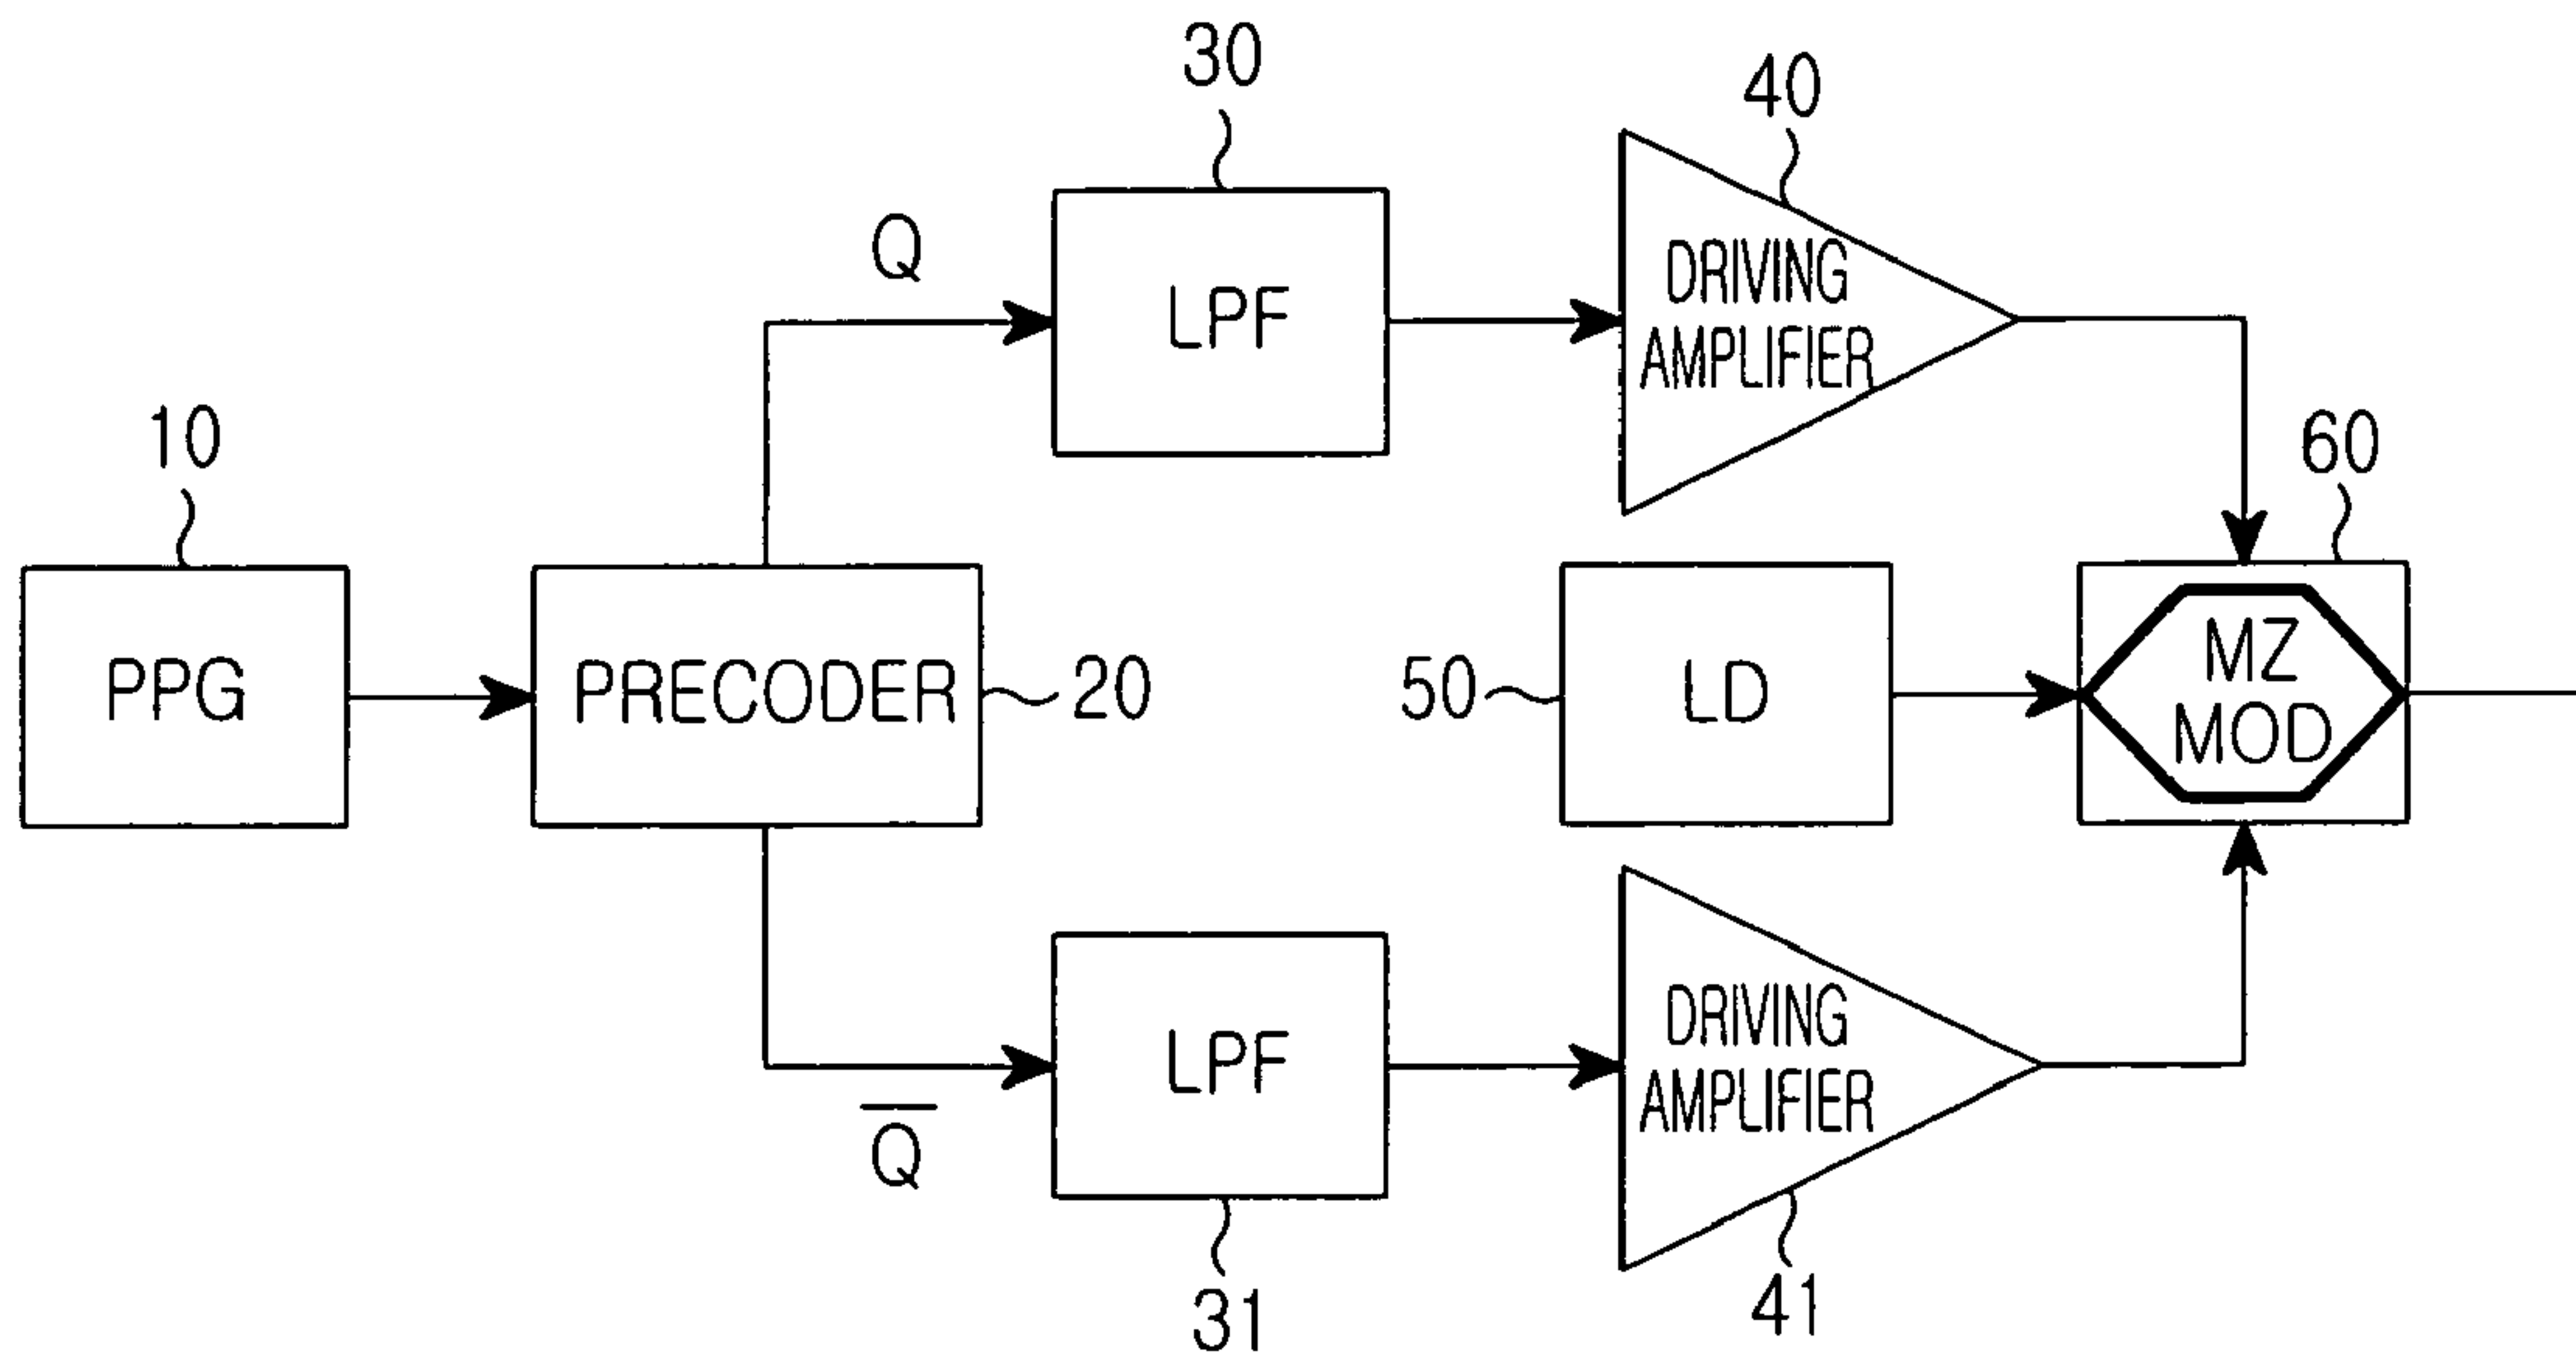 30
40
Q
LPF
DRIVING
AMPLIFIER
10
60
PPG
PRECODER
20
50
LD
MZ
MOD
Q̅
LPF
DRIVING
AMPLIFIER
31
41